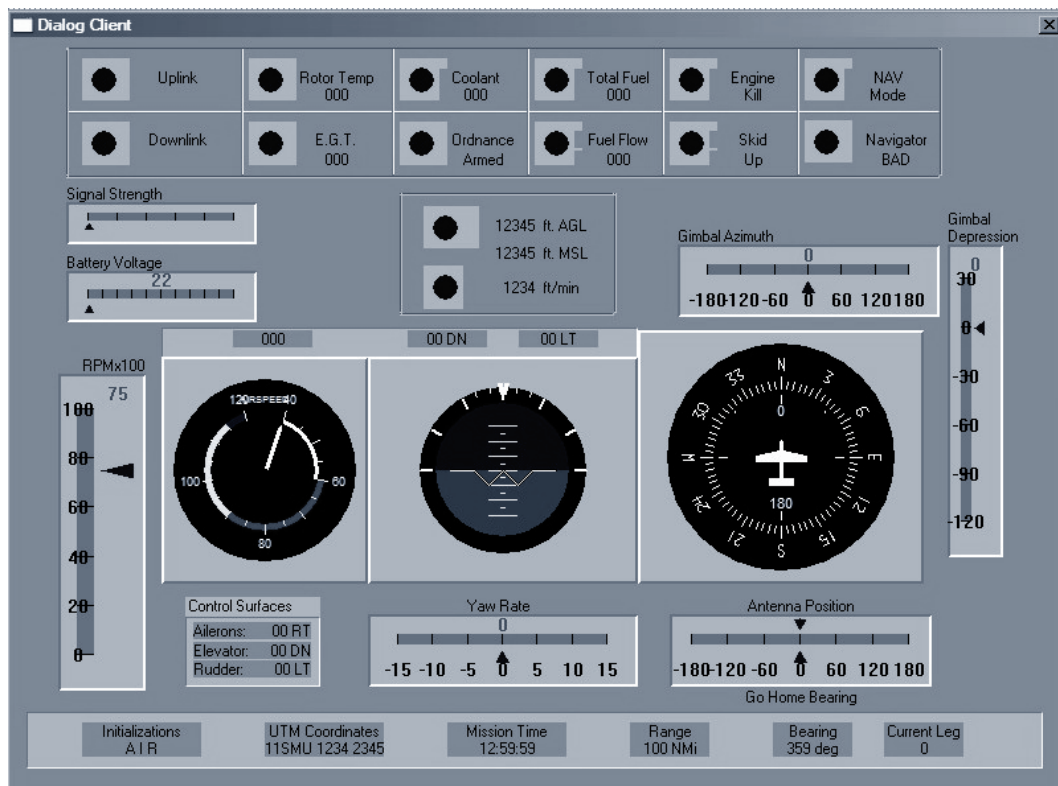 Dialog Client
Uplink
Rotor Temp
000
Coolant
000
Total Fuel
000
Engine
Kill
NAV
Mode
Downlink
E.G.T.
000
Ordnance
Armed
Fuel Flow
000
Skid
Up
Navigator
BAD
Signal Strength
Battery Voltage
22
12345 ft. AGL
12345 ft. MSL
1234 ft/min
Gimbal Azimuth
0
-180 -120 -60 0 60 120 180
Gimbal
Depression
0
30
0
-30
-60
-90
-120
RPMx100
75
100
80
60
40
20
0
000
00 DN
00 LT
120
40
60
80
100
N
3
6
E
12
15
S
21
24
W
30
33
0
180
Control Surfaces
Ailerons: 00 RT
Elevator: 00 DN
Rudder: 00 LT
Yaw Rate
0
-15 -10 -5 0 5 10 15
Antenna Position
-180 -120 -60 0 60 120 180
Go Home Bearing
Initializations
A I R
UTM Coordinates
11SMU 1234 2345
Mission Time
12:59:59
Range
100 NMi
Bearing
359 deg
Current Leg
0